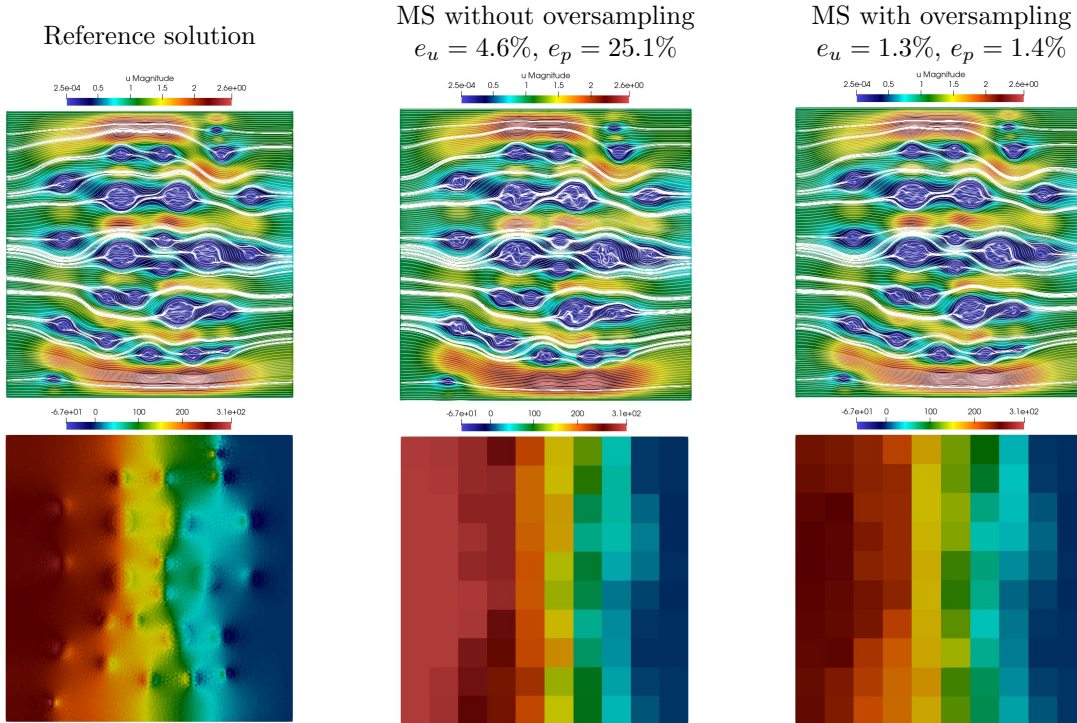 Reference solution
MS without oversampling
e_u = 4.6%, e_p = 25.1%
MS with oversampling
e_u = 1.3%, e_p = 1.4%
u Magnitude
2.5e-04 0.5 1 1.5 2 2.6e+00
u Magnitude
2.5e-04 0.5 1 1.5 2 2.6e+00
u Magnitude
2.5e-04 0.5 1 1.5 2 2.6e+00
-6.7e+01 0 100 200 3.1e+02
-6.7e+01 0 100 200 3.1e+02
-6.7e+01 0 100 200 3.1e+02